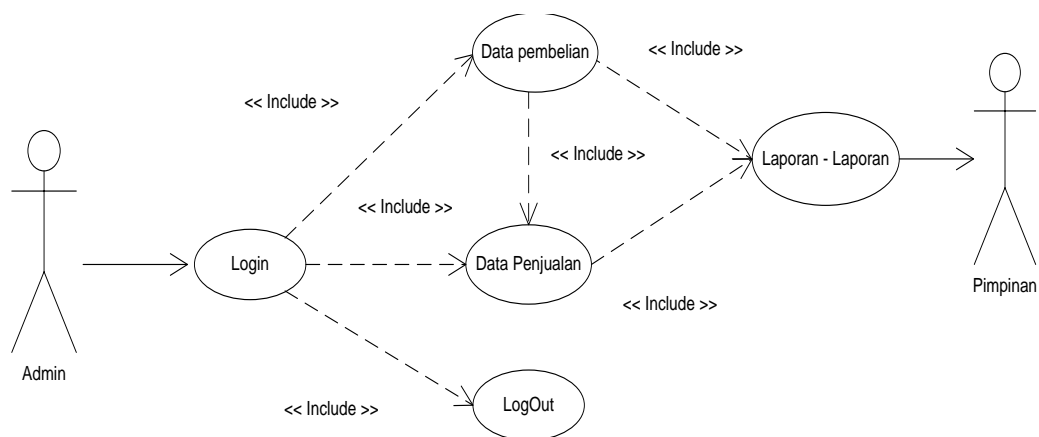 Data pembelian
<< Include >>
<< Include >>
<< Include >>
Laporan - Laporan
<< Include >>
Login
Data Penjualan
Pimpinan
<< Include >>
Admin
LogOut
<< Include >>